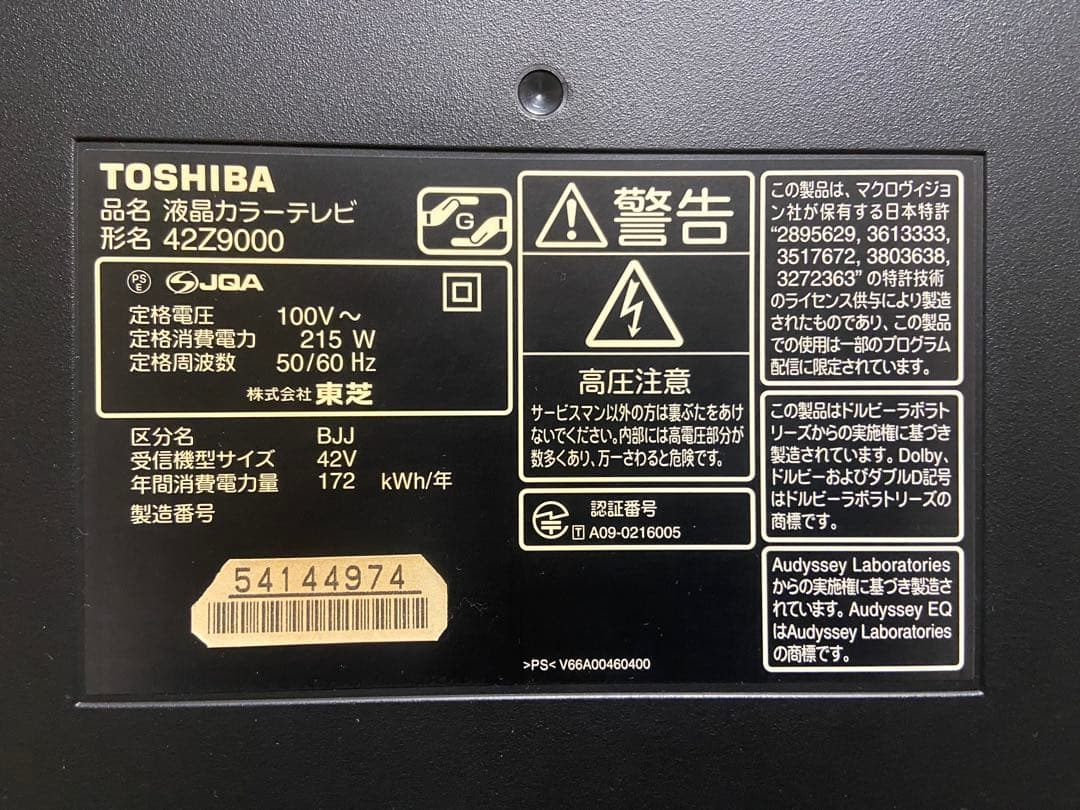 TOSHIBA
品名 液晶カラーテレビ
形名 42Z9000
G
PS
E
JQA
定格電圧 100V～
定格消費電力 215 W
定格周波数 50/60 Hz
株式会社 東芝
区分名 BJJ
受信機型サイズ 42V
年間消費電力量 172 kWh/年
製造番号
54144974
警告
高圧注意
サービスマン以外の方は裏ぶたをあけ
ないでください。内部には高電圧部分が
数多くあり、万一さわると危険です。
認証番号
T A09-0216005
>PS< V66A00460400
この製品は、マクロヴィジョ
ン社が保有する日本特許
“2895629, 3613333,
3517672, 3803638,
3272363” の特許技術
のライセンス供与により製造
されたものであり、この製品
での使用は一部のプログラム
配信に限定されています。
この製品はドルビーラボラト
リーズからの実施権に基づき
製造されています。Dolby、
ドルビーおよびダブルD記号
はドルビーラボラトリーズの
商標です。
Audyssey Laboratories
からの実施権に基づき製造さ
れています。Audyssey EQ
はAudyssey Laboratories
の商標です。